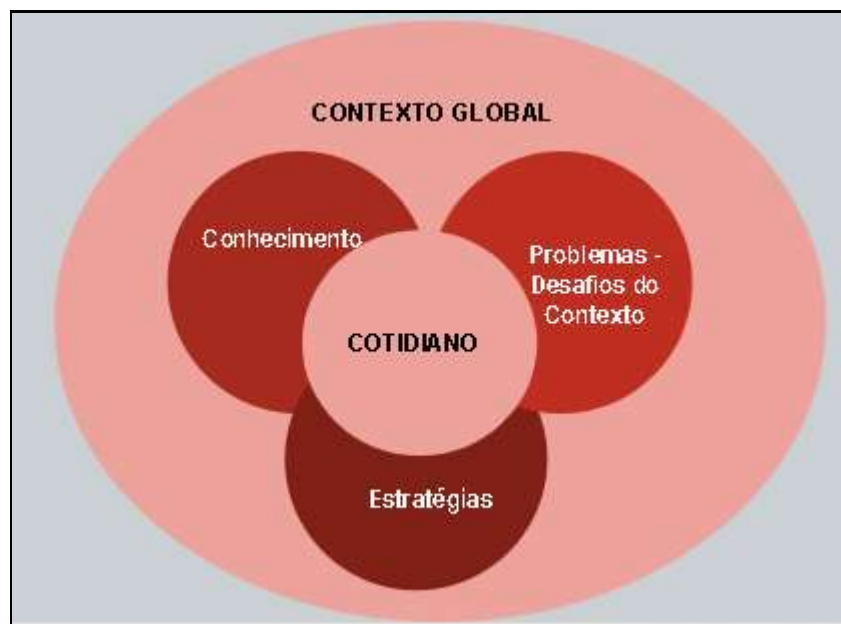 CONTEXTO GLOBAL
Conhecimento
Problemas -
Desafios do
Contexto
COTIDIANO
Estratégias